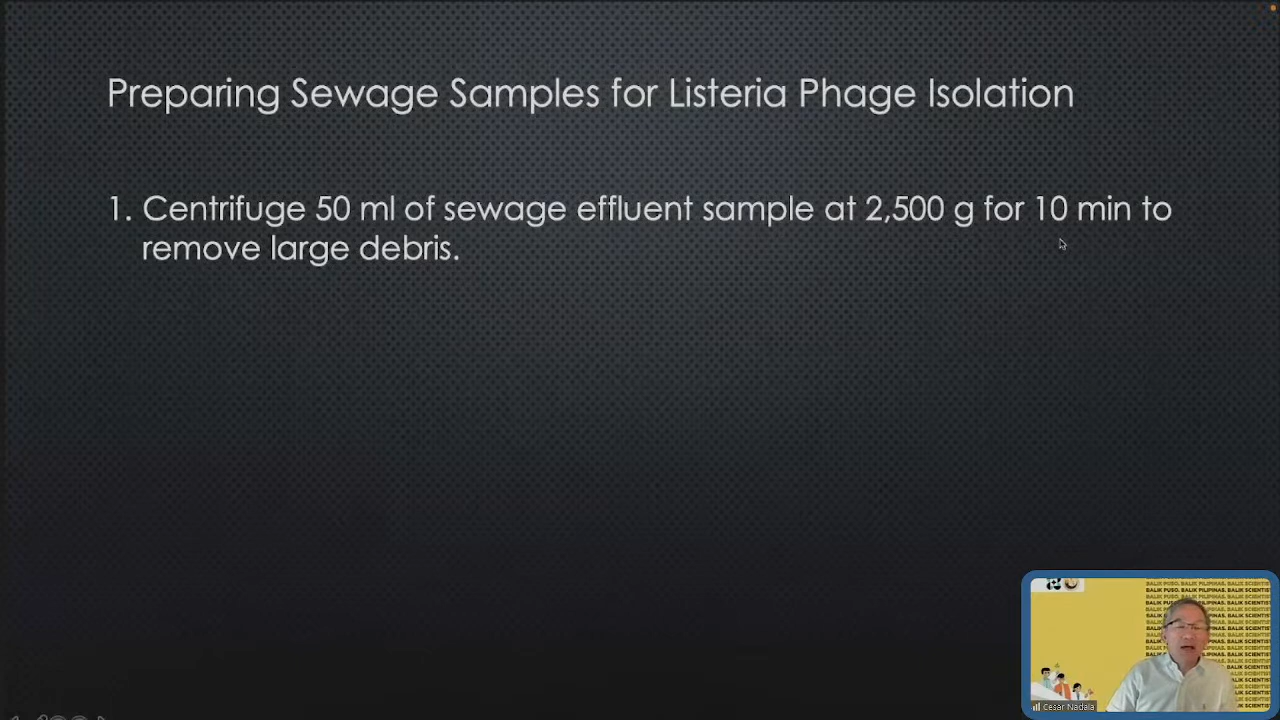 Preparing Sewage Samples for Listeria Phage Isolation
1. Centrifuge 50 ml of sewage effluent sample at 2,500 g for 10 min to
remove large debris.
BALIK PUSO. BALIK PILIPINAS. BALIK SCIENTIST
Cesar Nadala